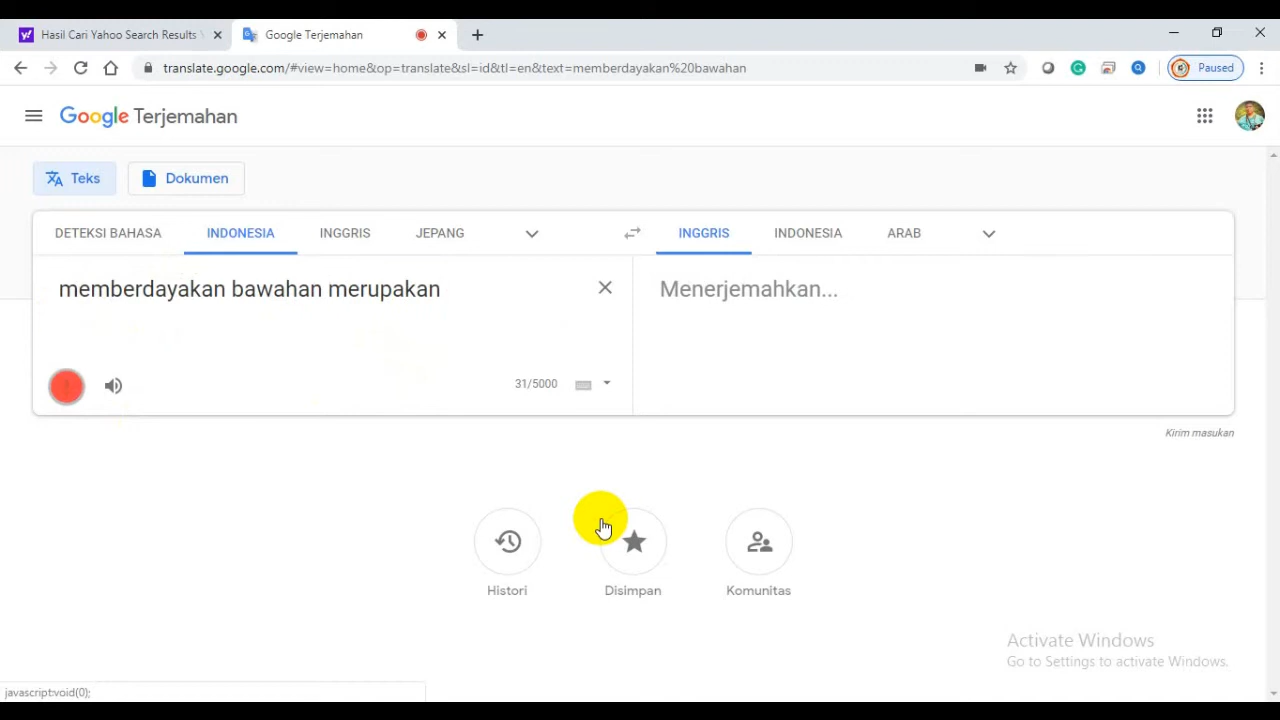 Hasil Cari Yahoo Search Results
Google Terjemahan
translate.google.com/#view=home&op=translate&sl=id&tl=en&text=memberdayakan%20bawahan
Paused
Google Terjemahan
Teks
Dokumen
DETEKSI BAHASA
INDONESIA
INGGRIS
JEPANG
INGGRIS
INDONESIA
ARAB
memberdayakan bawahan merupakan
Menerjemahkan...
31/5000
Kirim masukan
Histori
Disimpan
Komunitas
Activate Windows
Go to Settings to activate Windows.
javascript:void(0);